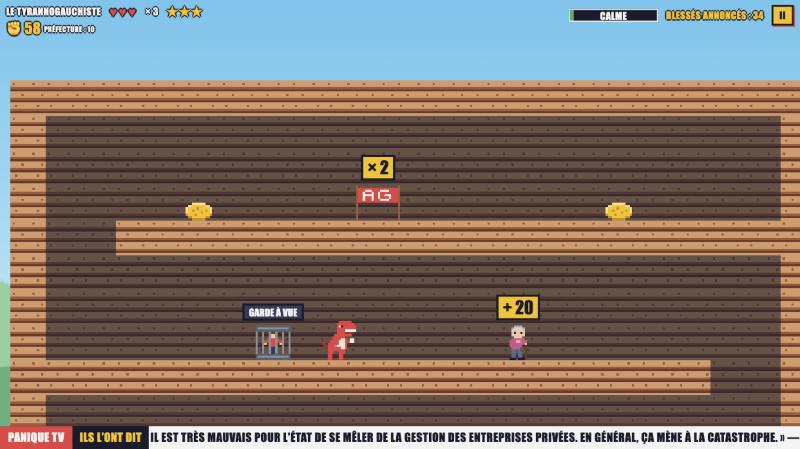 LE TYRANNOGAUCHISTE ×3
58 PRÉFECTURE : 10
CALME
BLESSÉS ANNONCÉS : 34
×2
AG
GARDE À VUE
+20
PANIQUE TV
ILS L'ONT DIT
IL EST TRÈS MAUVAIS POUR L'ÉTAT DE SE MÊLER DE LA GESTION DES ENTREPRISES PRIVÉES. EN GÉNÉRAL, ÇA MÈNE À LA CATASTROPHE. » —